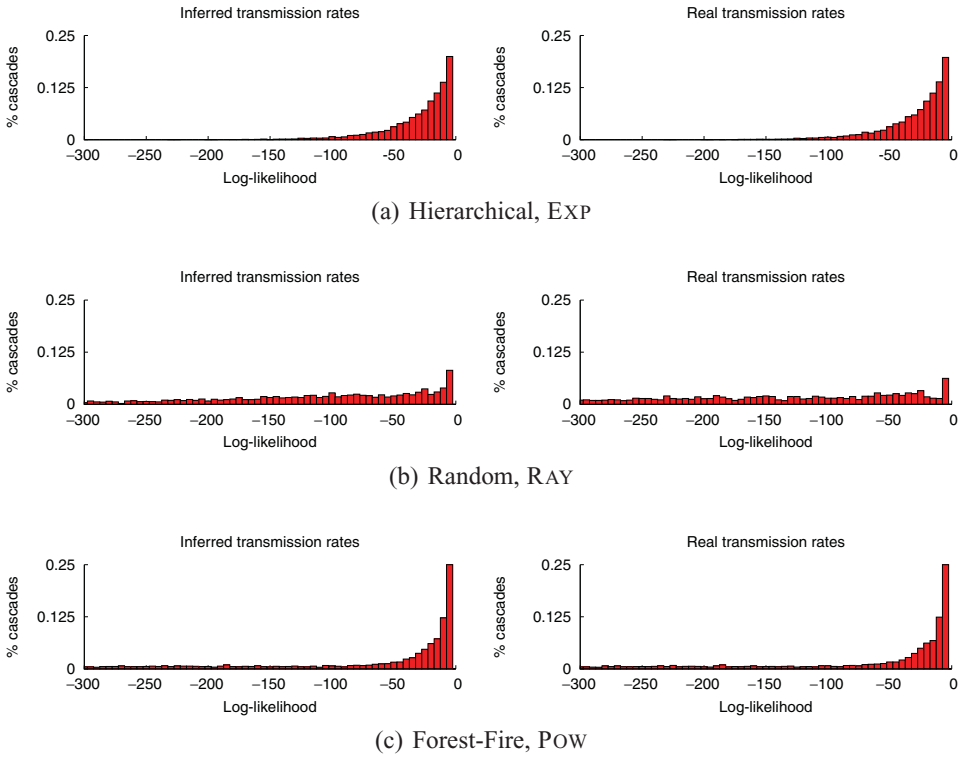 Inferred transmission rates
0.25
0.125
0
% cascades
−300 −250 −200 −150 −100 −50 0
Log-likelihood
Real transmission rates
0.25
0.125
0
% cascades
−300 −250 −200 −150 −100 -50 0
Log-likelihood
(a) Hierarchical, EXP
Inferred transmission rates
0.25
0.125
0
% cascades
−300 −250 −200 −150 −100 −50 0
Log-likelihood
Real transmission rates
0.25
0.125
0
% cascades
−300 −250 −200 −150 −100 −50 0
Log-likelihood
(b) Random, RAY
Inferred transmission rates
0.25
0.125
0
% cascades
−300 −250 −200 −150 −100 −50 0
Log-likelihood
Real transmission rates
0.25
0.125
0
% cascades
−300 −250 −200 −150 −100 −50 0
Log-likelihood
(c) Forest-Fire, POW